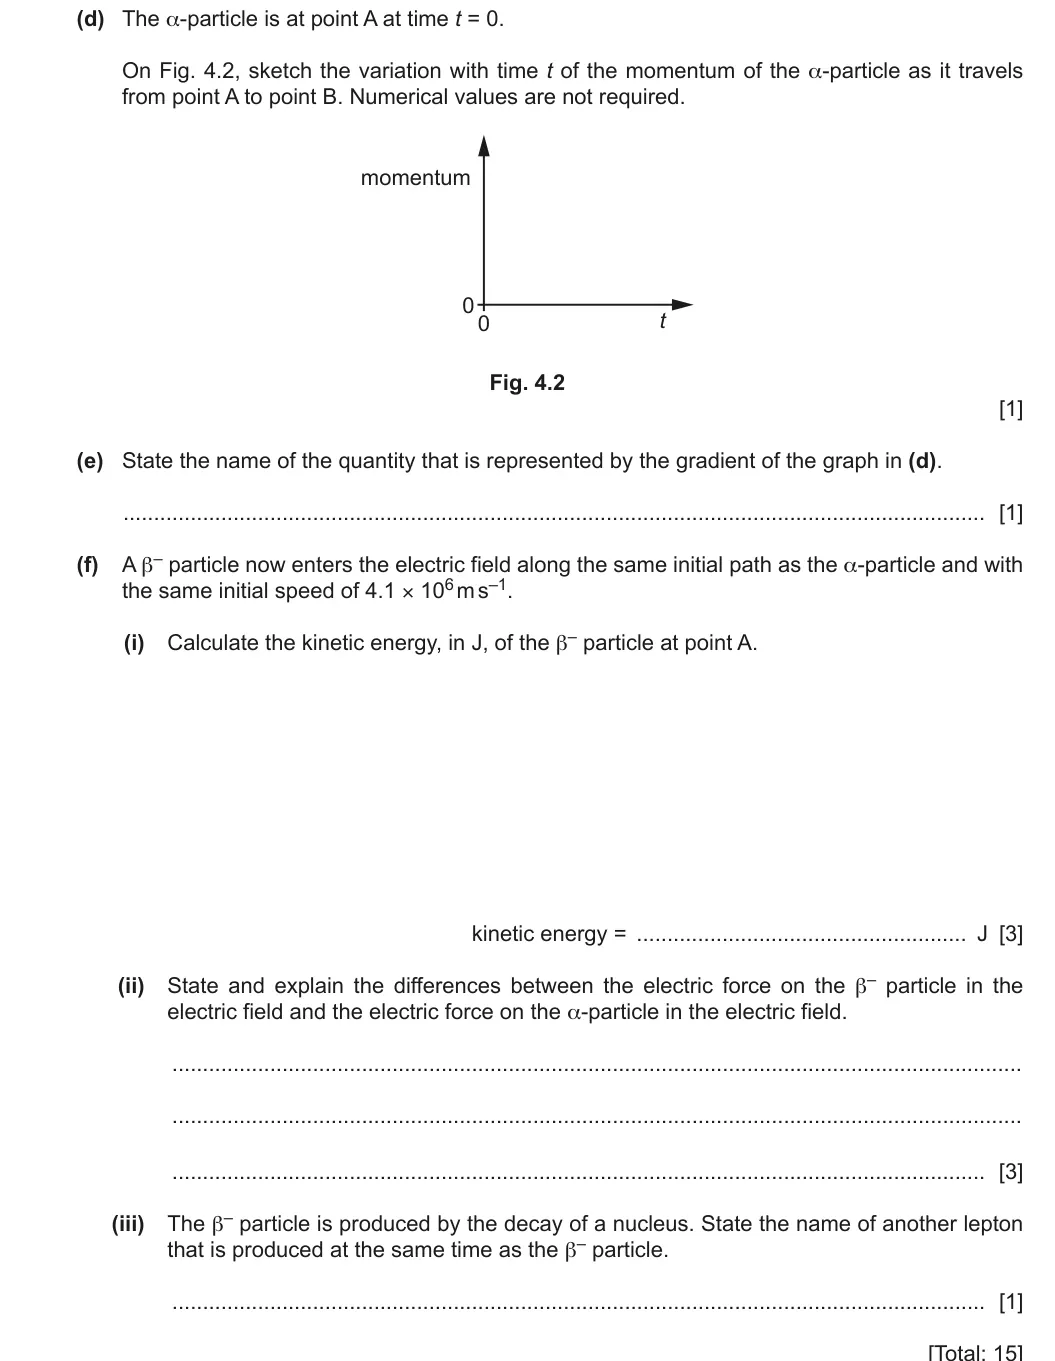 (d) The α-particle is at point A at time t = 0.
On Fig. 4.2, sketch the variation with time t of the momentum of the α-particle as it travels
from point A to point B. Numerical values are not required.
momentum
0
0
t
Fig. 4.2
[1]
(e) State the name of the quantity that is represented by the gradient of the graph in (d).
.................................................................................................................................. [1]
(f) A β⁻ particle now enters the electric field along the same initial path as the α-particle and with
the same initial speed of 4.1 × 10⁶ m s⁻¹.
(i) Calculate the kinetic energy, in J, of the β⁻ particle at point A.
kinetic energy = ...................................................... J [3]
(ii) State and explain the differences between the electric force on the β⁻ particle in the
electric field and the electric force on the α-particle in the electric field.
..................................................................................................................................
..................................................................................................................................
............................................................................................................................ [3]
(iii) The β⁻ particle is produced by the decay of a nucleus. State the name of another lepton
that is produced at the same time as the β⁻ particle.
............................................................................................................................ [1]
[Total: 15]